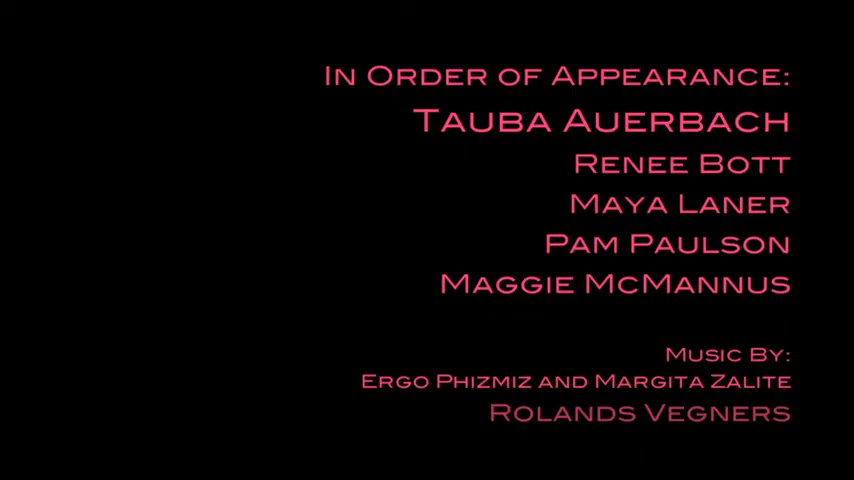 In Order of Appearance:
Tauba Auerbach
Renee Bott
Maya Laner
Pam Paulson
Maggie McMannus
Music By:
Ergo Phizmiz and Margita Zalite
Rolands Vegners